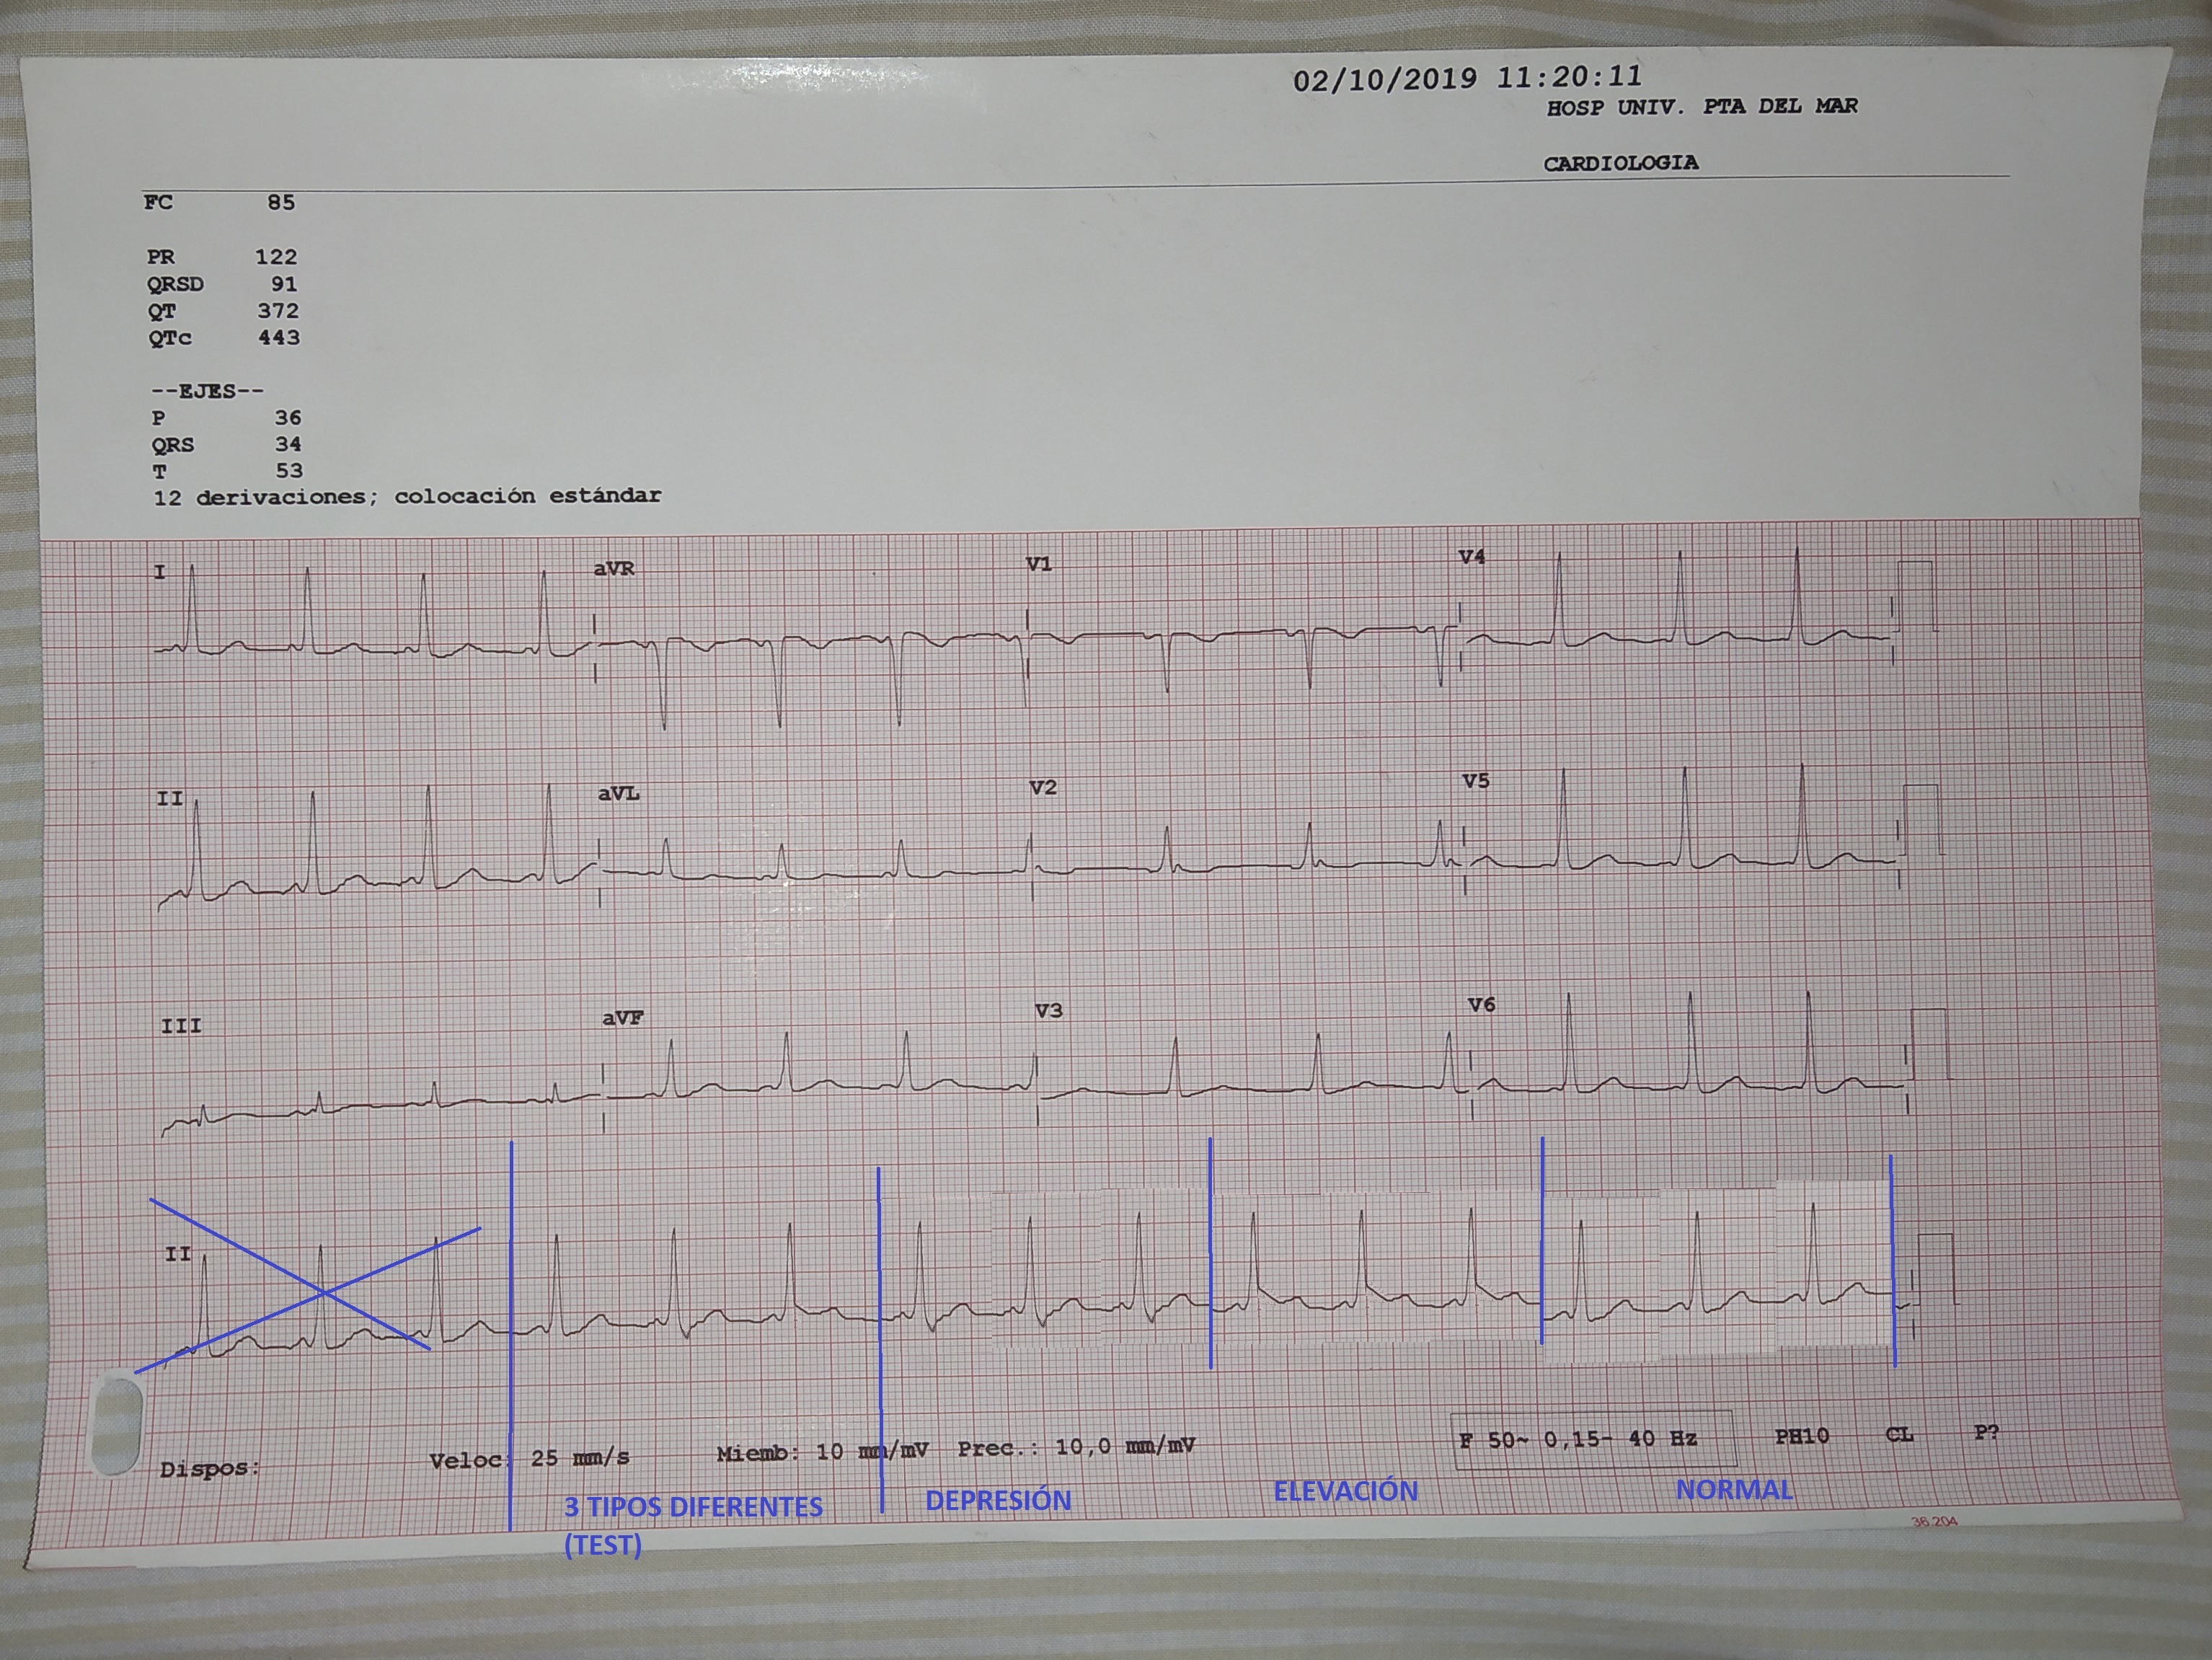 02/10/2019 11:20:11
HOSP UNIV. PTA DEL MAR
CARDIOLOGIA
FC 85
PR 122
QRSD 91
QT 372
QTc 443
--EJES--
P 36
QRS 34
T 53
12 derivaciones; colocación estándar
I aVR V1 V4
II aVL V2 V5
III aVF V3 V6
II
Dispos: Veloc: 25 mm/s Miemb: 10 mm/mV Prec.: 10,0 mm/mV F 50~ 0,15- 40 Hz PH10 CL P?
3 TIPOS DIFERENTES DEPRESIÓN ELEVACIÓN NORMAL
(TEST)
36.204